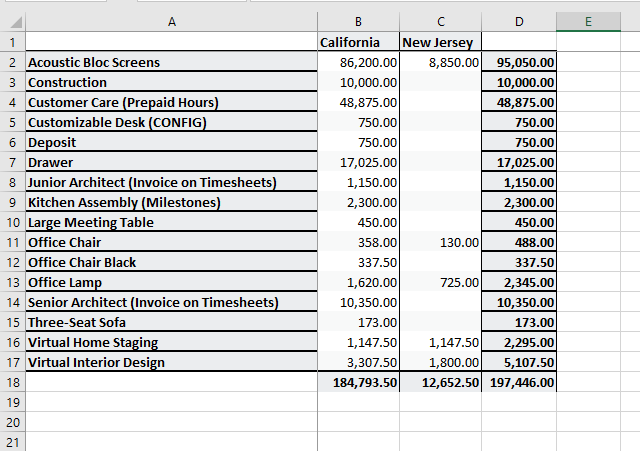 A B C D E
1 California New Jersey
2 Acoustic Bloc Screens 86,200.00 8,850.00 95,050.00
3 Construction 10,000.00 10,000.00
4 Customer Care (Prepaid Hours) 48,875.00 48,875.00
5 Customizable Desk (CONFIG) 750.00 750.00
6 Deposit 750.00 750.00
7 Drawer 17,025.00 17,025.00
8 Junior Architect (Invoice on Timesheets) 1,150.00 1,150.00
9 Kitchen Assembly (Milestones) 2,300.00 2,300.00
10 Large Meeting Table 450.00 450.00
11 Office Chair 358.00 130.00 488.00
12 Office Chair Black 337.50 337.50
13 Office Lamp 1,620.00 725.00 2,345.00
14 Senior Architect (Invoice on Timesheets) 10,350.00 10,350.00
15 Three-Seat Sofa 173.00 173.00
16 Virtual Home Staging 1,147.50 1,147.50 2,295.00
17 Virtual Interior Design 3,307.50 1,800.00 5,107.50
18 184,793.50 12,652.50 197,446.00
19
20
21